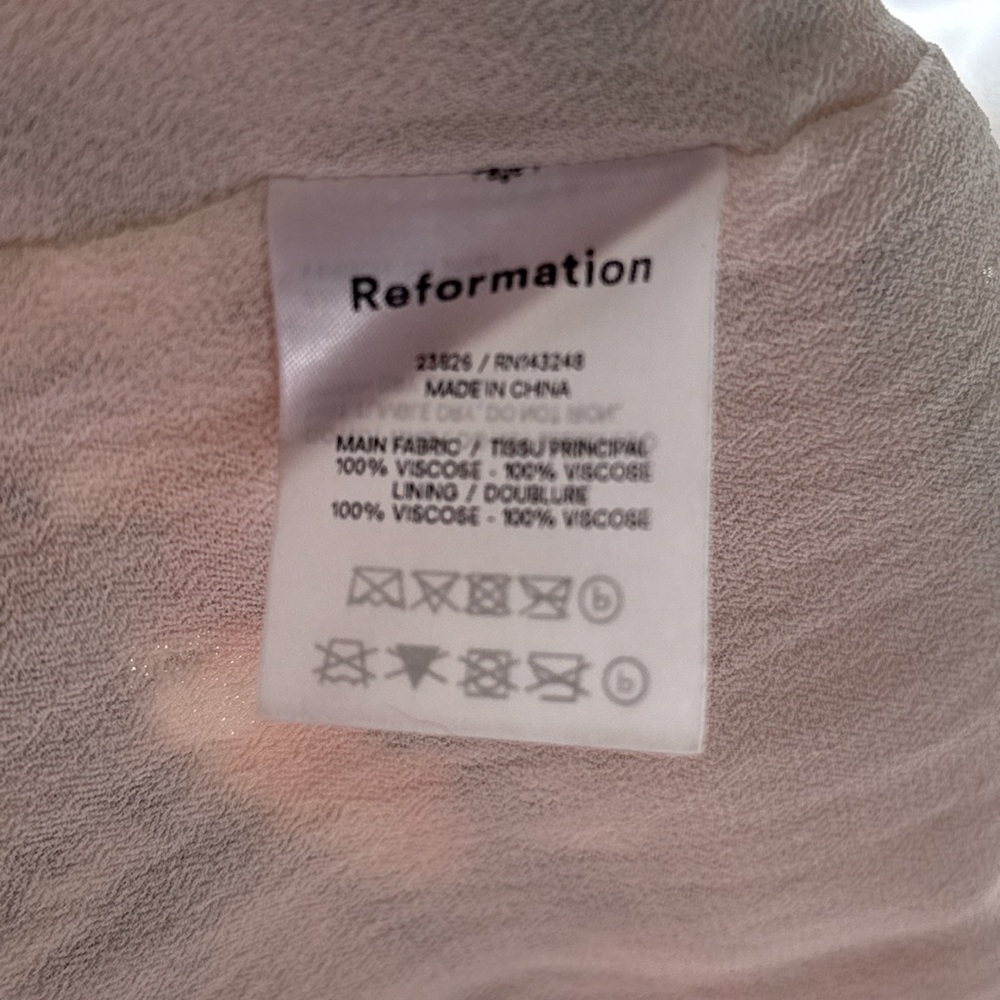 Reformation
23826 / RN143248
MADE IN CHINA
MAIN FABRIC / TISSU PRINCIPAL
100% VISCOSE - 100% VISCOSE
LINING / DOUBLURE
100% VISCOSE - 100% VISCOSE